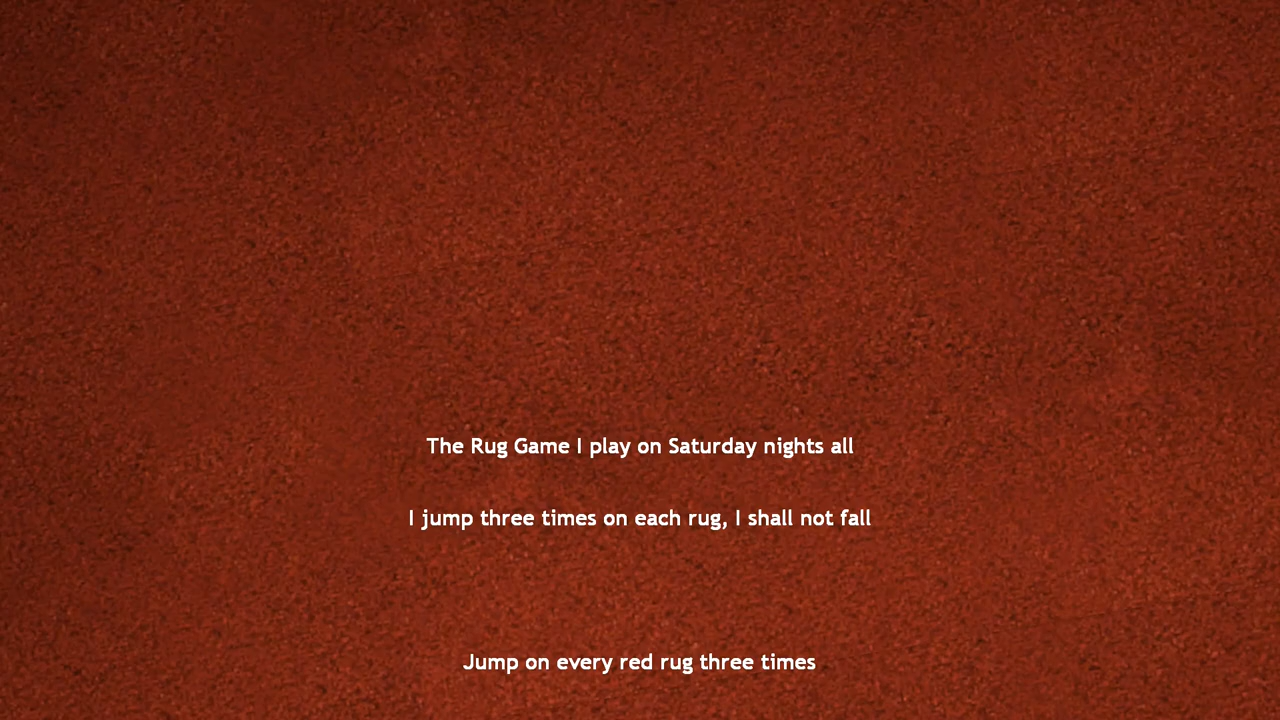 The Rug Game I play on Saturday nights all
I jump three times on each rug, I shall not fall
Jump on every red rug three times